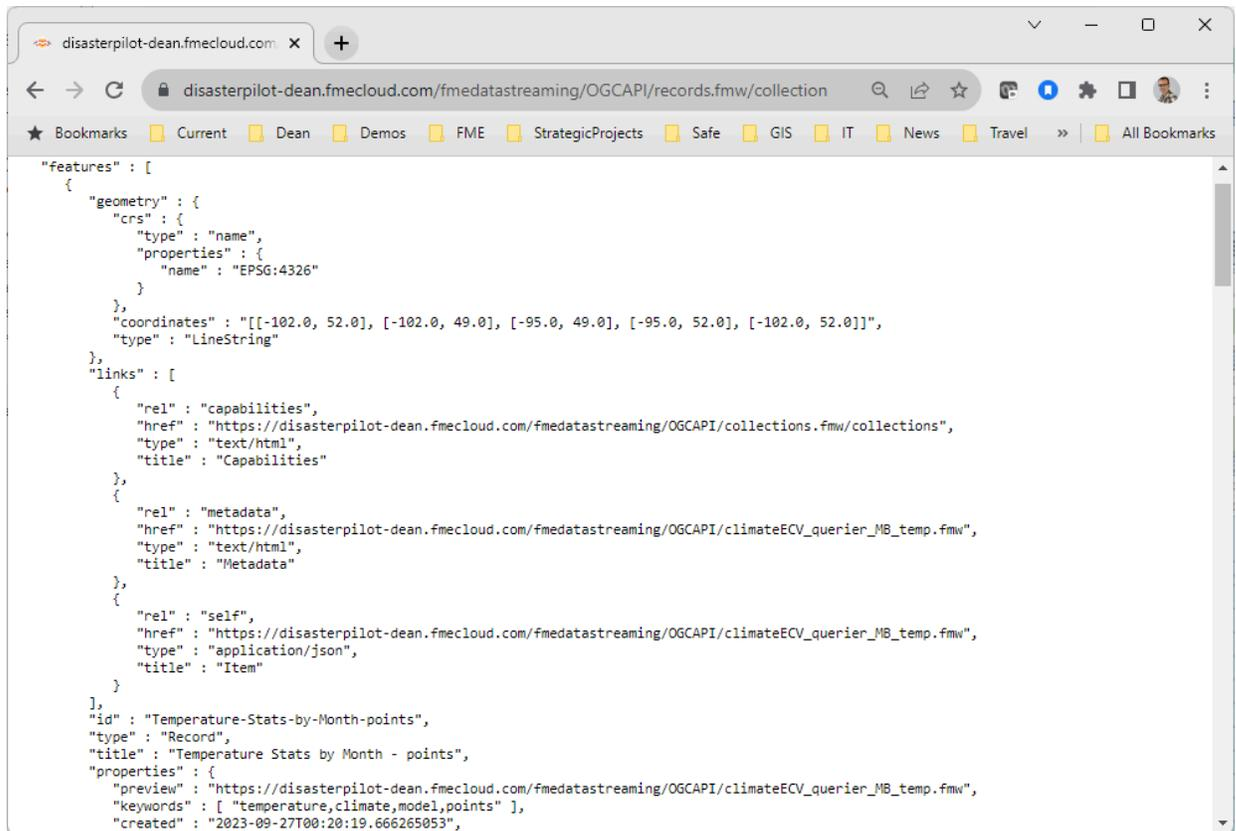 disasterpilot-dean.fmecloud.com
disasterpilot-dean.fmecloud.com/fmedatastreaming/OGCAPI/records.fmw/collection
Bookmarks Current Dean Demos FME StrategicProjects Safe GIS IT News Travel » All Bookmarks
"features" : [
{
"geometry" : {
"crs" : {
"type" : "name",
"properties" : {
"name" : "EPSG:4326"
}
},
"coordinates" : "[[-102.0, 52.0], [-102.0, 49.0], [-95.0, 49.0], [-95.0, 52.0], [-102.0, 52.0]]",
"type" : "LineString"
},
"links" : [
{
"rel" : "capabilities",
"href" : "https://disasterpilot-dean.fmecloud.com/fmedatastreaming/OGCAPI/collections.fmw/collections",
"type" : "text/html",
"title" : "Capabilities"
},
{
"rel" : "metadata",
"href" : "https://disasterpilot-dean.fmecloud.com/fmedatastreaming/OGCAPI/climateECV_querier_MB_temp.fmw",
"type" : "text/html",
"title" : "Metadata"
},
{
"rel" : "self",
"href" : "https://disasterpilot-dean.fmecloud.com/fmedatastreaming/OGCAPI/climateECV_querier_MB_temp.fmw",
"type" : "application/json",
"title" : "Item"
}
],
"id" : "Temperature-Stats-by-Month-points",
"type" : "Record",
"title" : "Temperature Stats by Month - points",
"properties" : {
"preview" : "https://disasterpilot-dean.fmecloud.com/fmedatastreaming/OGCAPI/climateECV_querier_MB_temp.fmw",
"keywords" : [ "temperature,climate,model,points" ],
"created" : "2023-09-27T00:20:19.666265053",